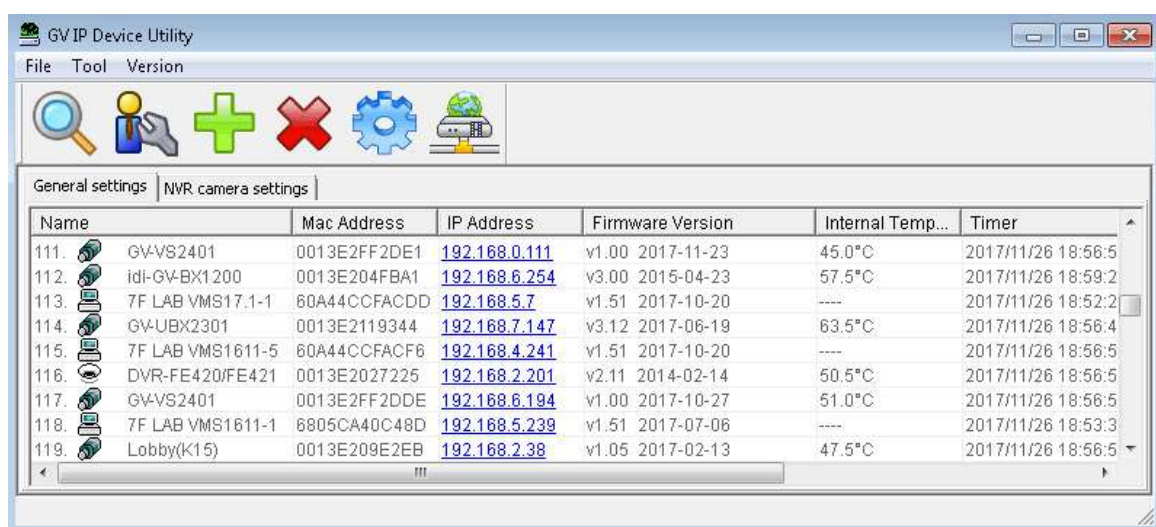 GV IP Device Utility
File Tool Version
General settings NVR camera settings
Name Mac Address IP Address Firmware Version Internal Temp... Timer
111. GV-VS2401 0013E2FF2DE1 192.168.0.111 v1.00 2017-11-23 45.0°C 2017/11/26 18:56:5
112. idi-GV-BX1200 0013E204FBA1 192.168.6.254 v3.00 2015-04-23 57.5°C 2017/11/26 18:59:2
113. 7F LAB VMS17.1-1 60A44CCFACDD 192.168.5.7 v1.51 2017-10-20 ---- 2017/11/26 18:52:2
114. GV-UBX2301 0013E2119344 192.168.7.147 v3.12 2017-06-19 63.5°C 2017/11/26 18:56:4
115. 7F LAB VMS1611-5 60A44CCFACF6 192.168.4.241 v1.51 2017-10-20 ---- 2017/11/26 18:56:5
116. DVR-FE420/FE421 0013E2027225 192.168.2.201 v2.11 2014-02-14 50.5°C 2017/11/26 18:56:5
117. GV-VS2401 0013E2FF2DDE 192.168.6.194 v1.00 2017-10-27 51.0°C 2017/11/26 18:56:5
118. 7F LAB VMS1611-1 6805CA40C48D 192.168.5.239 v1.51 2017-07-06 ---- 2017/11/26 18:53:3
119. Lobby(K15) 0013E209E2EB 192.168.2.38 v1.05 2017-02-13 47.5°C 2017/11/26 18:56:5